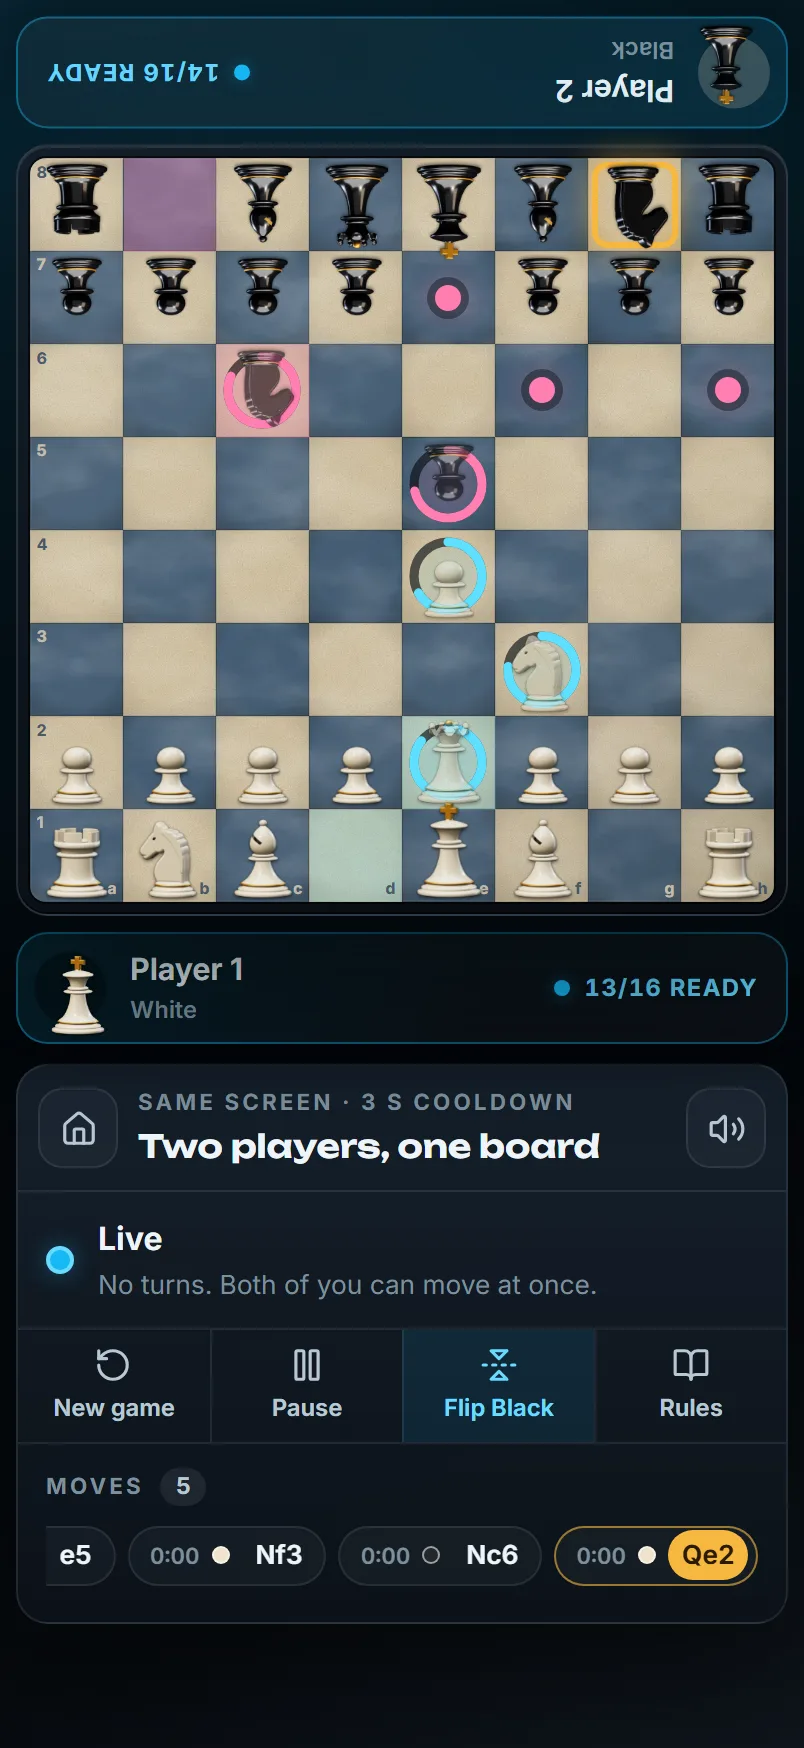 14/16 READY
Black
Player 2
8
7
6
5
4
3
2
1
a b c d e f g h
Player 1
White
13/16 READY
SAME SCREEN · 3 S COOLDOWN
Two players, one board
Live
No turns. Both of you can move at once.
New game
Pause
Flip Black
Rules
MOVES 5
e5
0:00 Nf3
0:00 Nc6
0:00 Qe2